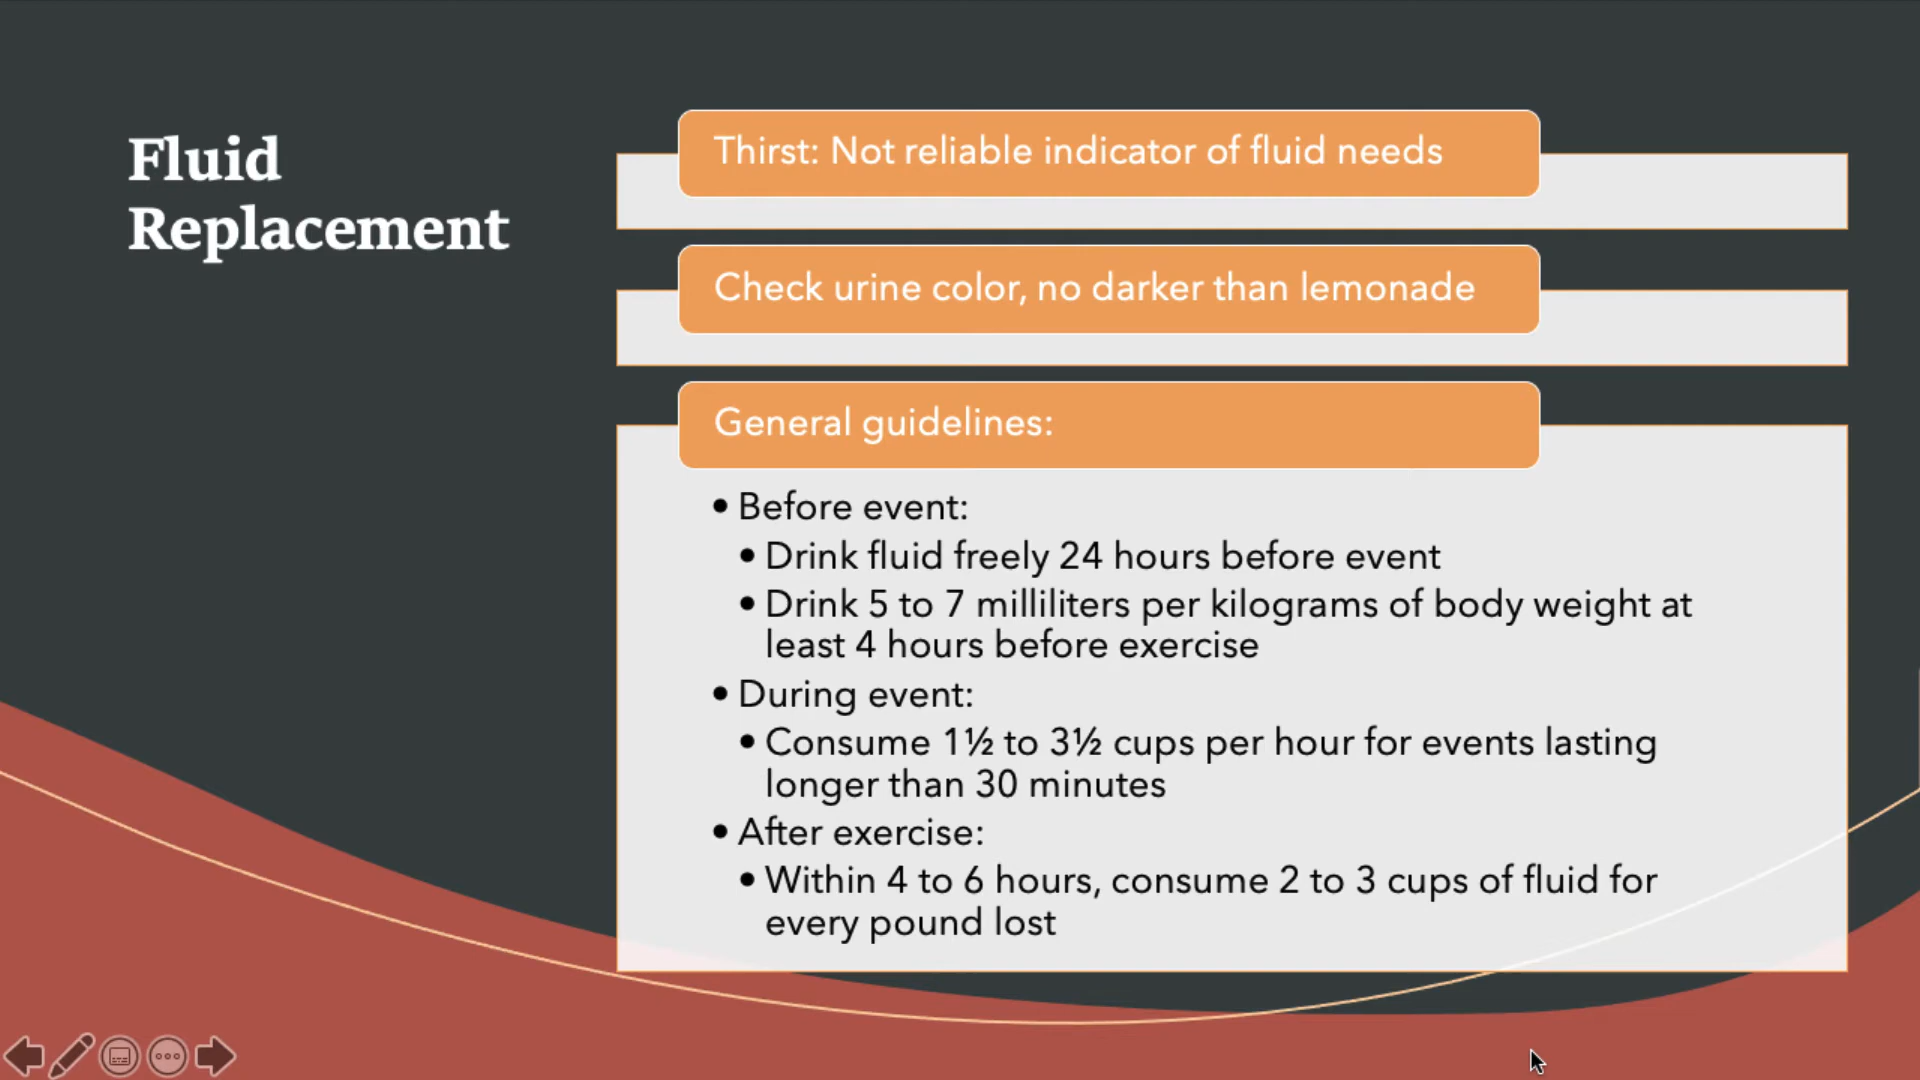 Fluid
Replacement
Thirst: Not reliable indicator of fluid needs
Check urine color, no darker than lemonade
General guidelines:
• Before event:
• Drink fluid freely 24 hours before event
• Drink 5 to 7 milliliters per kilograms of body weight at
least 4 hours before exercise
• During event:
• Consume 1½ to 3½ cups per hour for events lasting
longer than 30 minutes
• After exercise:
• Within 4 to 6 hours, consume 2 to 3 cups of fluid for
every pound lost